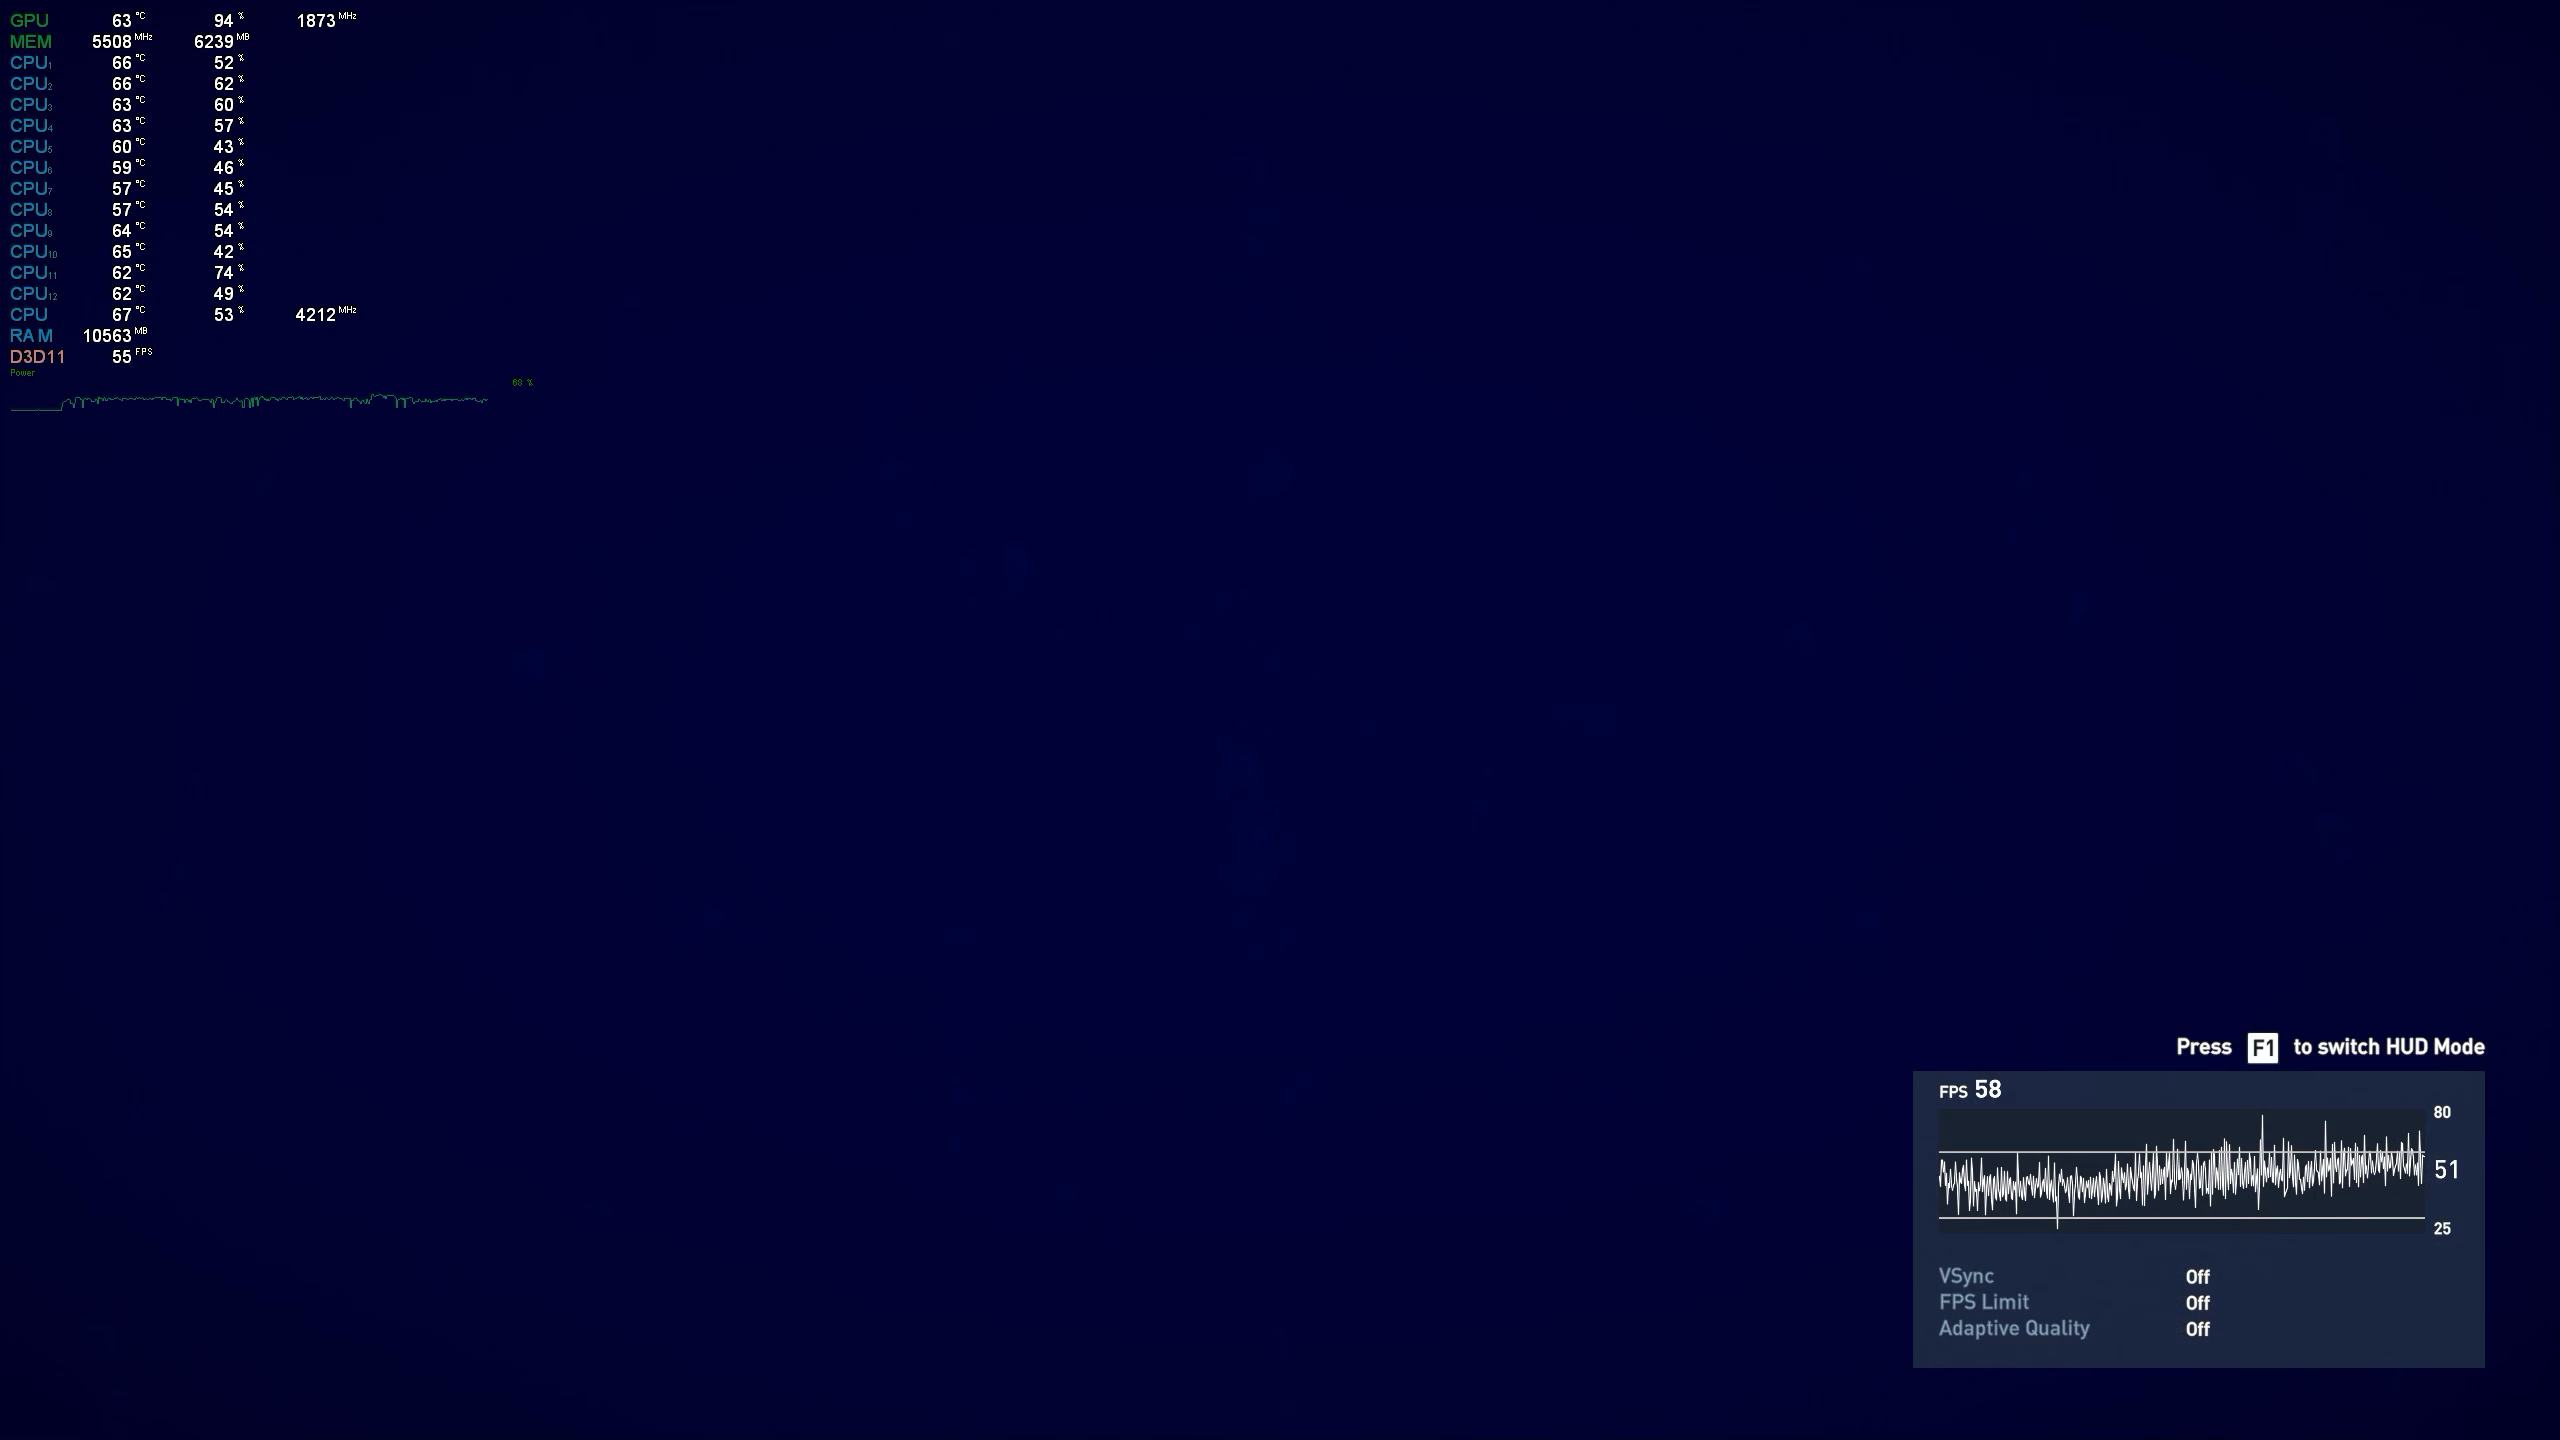 GPU 63 °C 94 % 1873 MHz
MEM 5508 MHz 6239 MB
CPU1 66 °C 52 %
CPU2 66 °C 62 %
CPU3 63 °C 60 %
CPU4 63 °C 57 %
CPU5 60 °C 43 %
CPU6 59 °C 46 %
CPU7 57 °C 45 %
CPU8 57 °C 54 %
CPU9 64 °C 54 %
CPU10 65 °C 42 %
CPU11 62 °C 74 %
CPU12 62 °C 49 %
CPU 67 °C 53 % 4212 MHz
RAM 10563 MB
D3D11 55 FPS
Power
Press F1 to switch HUD Mode
FPS 58
80
51
25
VSync Off
FPS Limit Off
Adaptive Quality Off